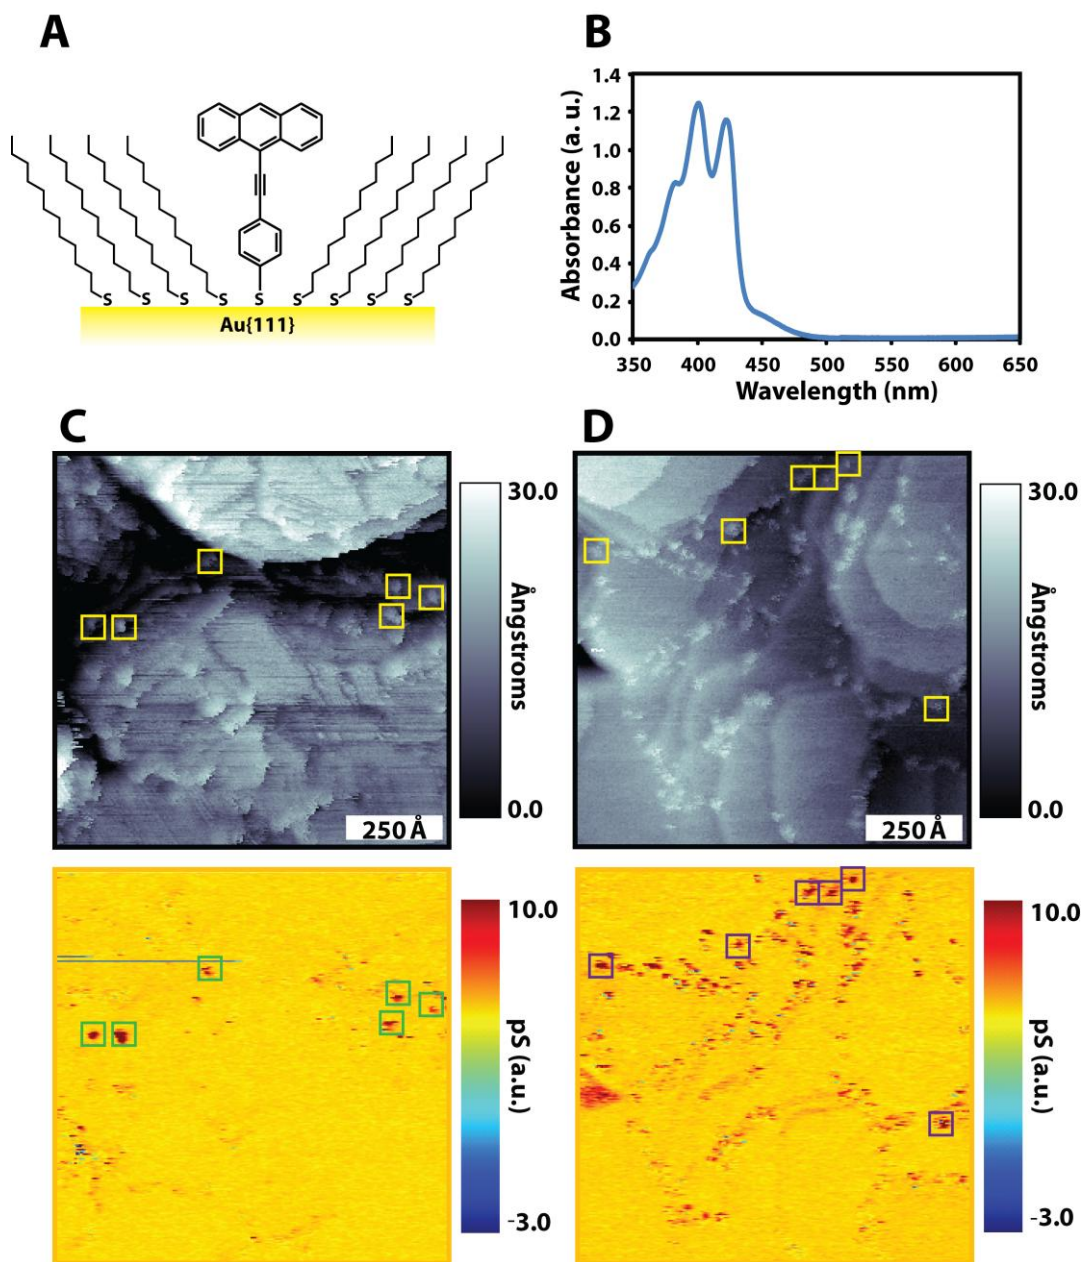 A
S S S S S S S S S
Au{111}
B
Absorbance (a. u.)
1.4
1.2
1.0
0.8
0.6
0.4
0.2
0.0
350 400 450 500 550 600 650
Wavelength (nm)
C
30.0
Ångstroms
0.0
250 Å
D
30.0
Ångstroms
0.0
250 Å
10.0
pS (a.u.)
-3.0
10.0
pS (a.u.)
-3.0